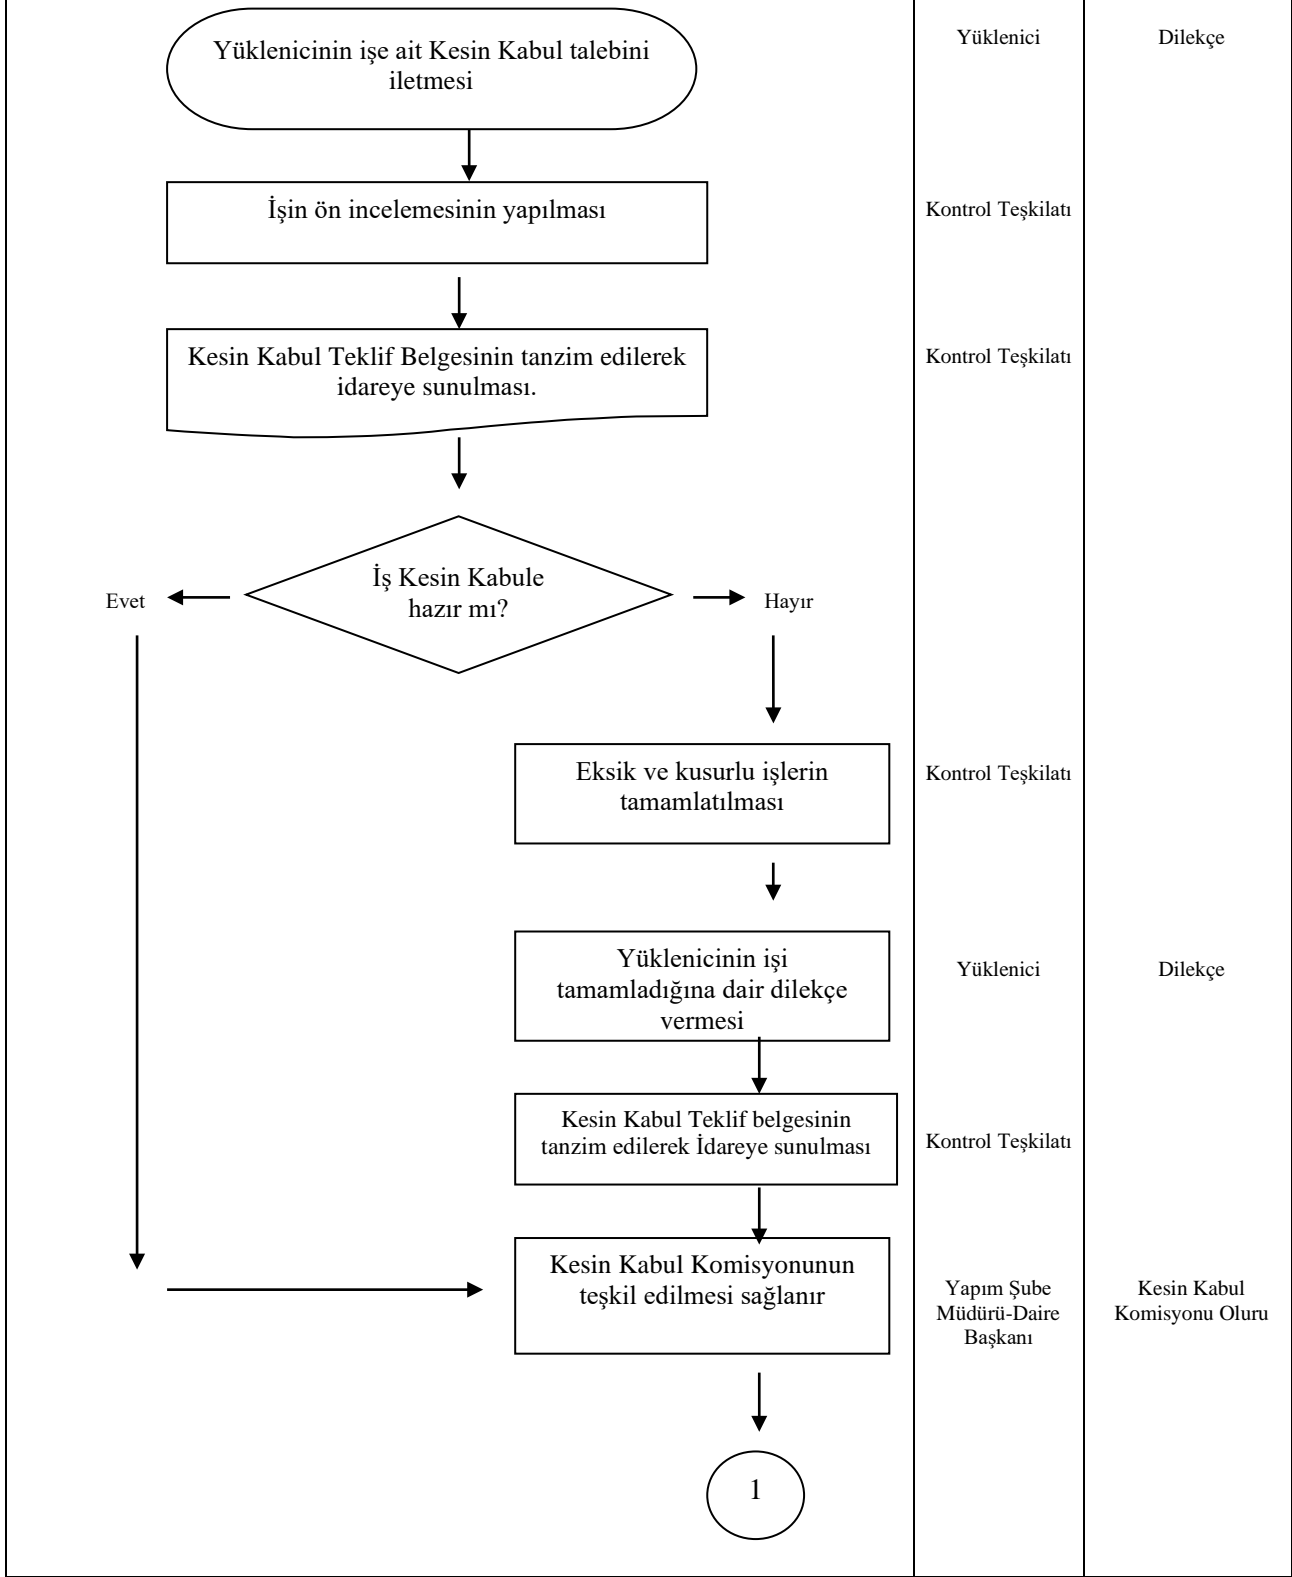 Yüklenicinin işe ait Kesin Kabul talebini
iletmesi
Yüklenici
Dilekçe
İşin ön incelemesinin yapılması
Kontrol Teşkilatı
Kesin Kabul Teklif Belgesinin tanzim edilerek
idareye sunulması.
Kontrol Teşkilatı
İş Kesin Kabule
hazır mı?
Evet
Hayır
Eksik ve kusurlu işlerin
tamamlatılması
Kontrol Teşkilatı
Yüklenicinin işi
tamamladığına dair dilekçe
vermesi
Yüklenici
Dilekçe
Kesin Kabul Teklif belgesinin
tanzim edilerek İdareye sunulması
Kontrol Teşkilatı
Kesin Kabul Komisyonunun
teşkil edilmesi sağlanır
Yapım Şube
Müdürü-Daire
Başkanı
Kesin Kabul
Komisyonu Oluru
1